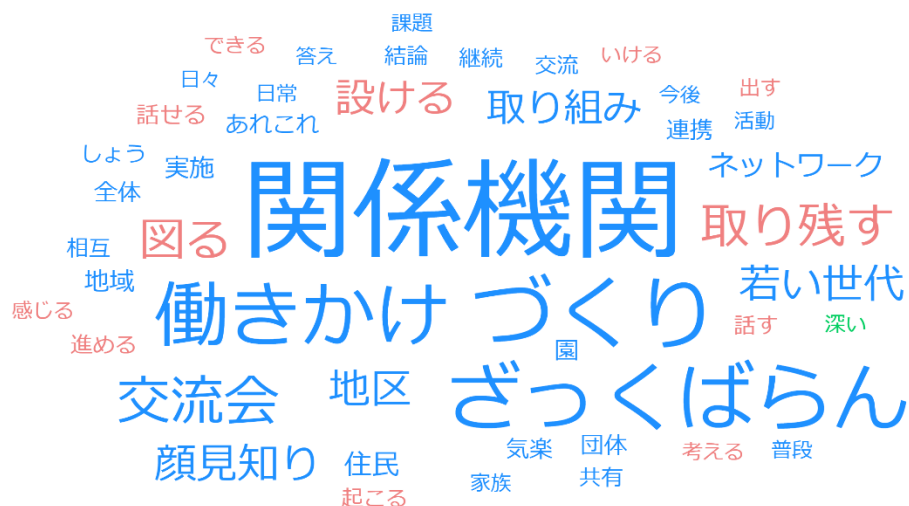 課題
できる 答え 結論 継続 交流 いける
日々 日常 設ける 取り組み 今後 出す
話せる あれこれ 連携 活動
しょう 実施 関係機関 ネットワーク
全体 図る 取り残す
相互 地域 働きかけ づくり 若い世代
感じる 進める 園 話す 深い
交流会 地区 ざっくばらん
顔見知り 住民 気楽 団体 考える 普段
起こる 家族 共有